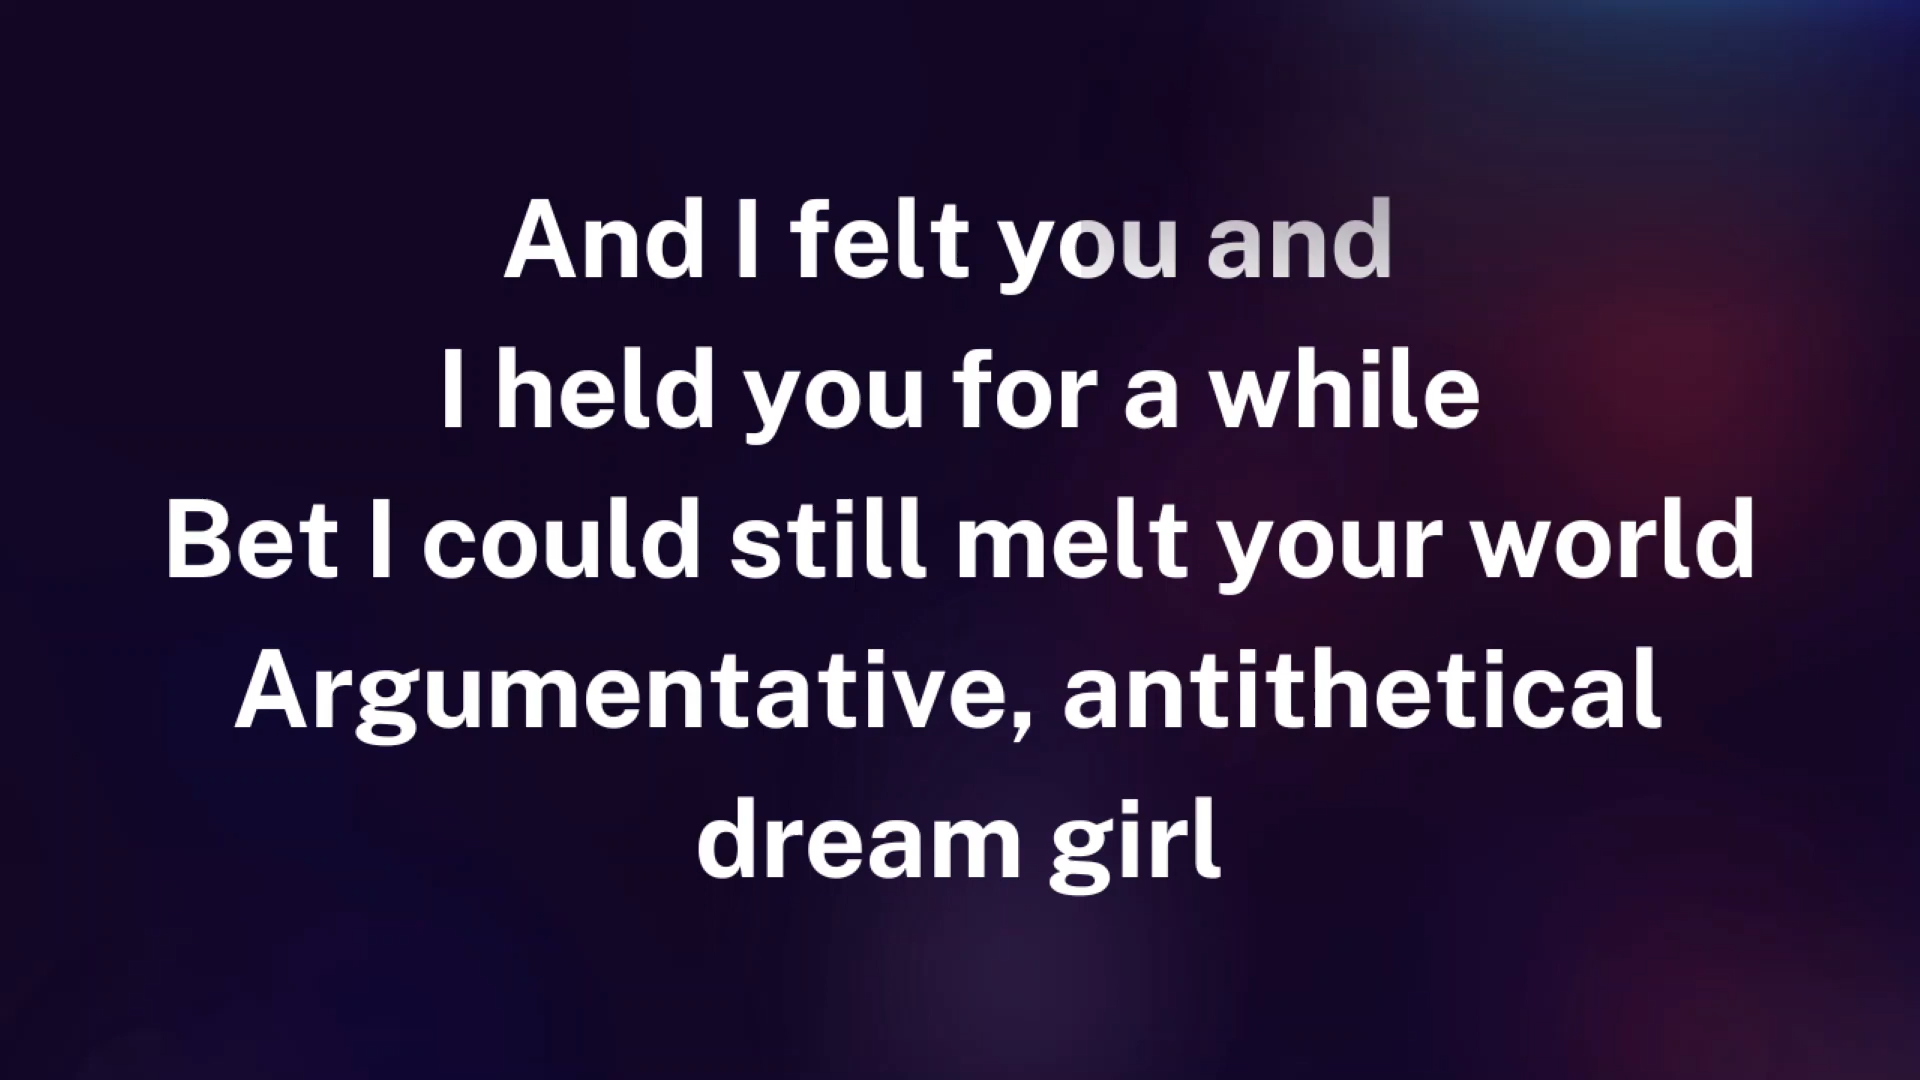 And I felt you and
I held you for a while
Bet I could still melt your world
Argumentative, antithetical
dream girl